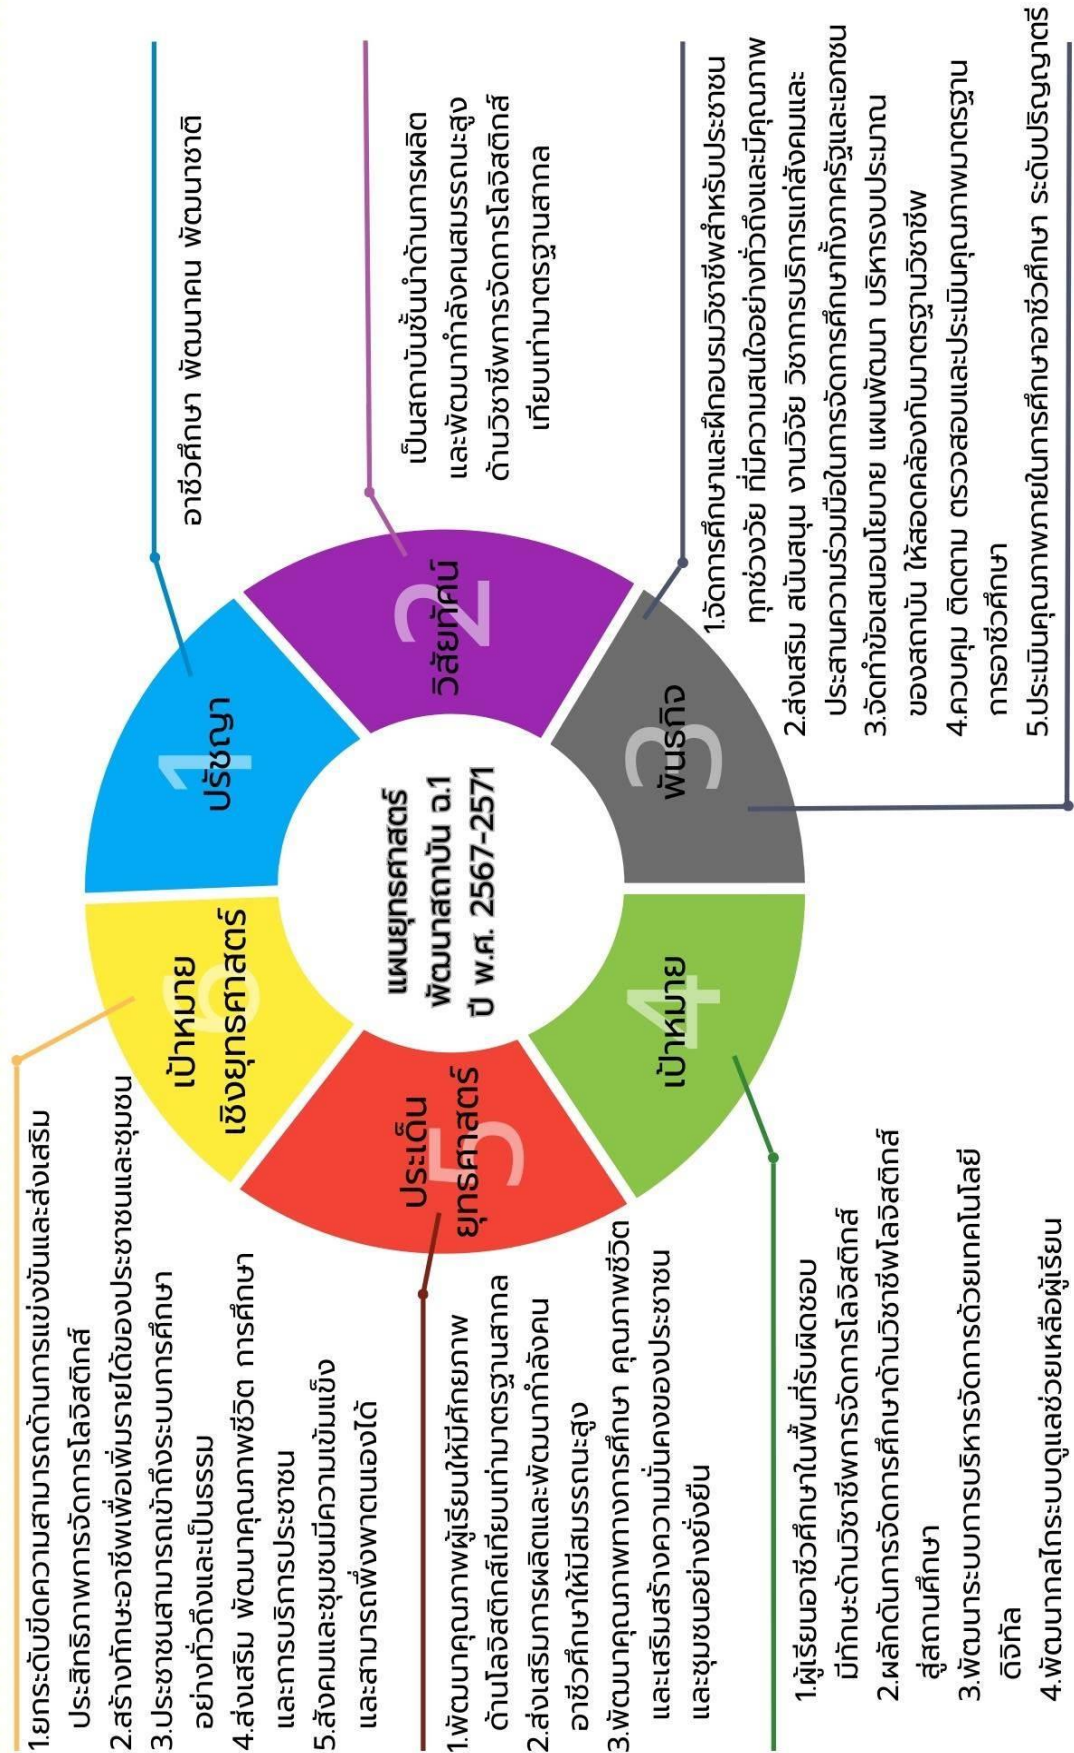 แผนยุทธศาสตร์
พัฒนาสถาบัน ฉ.1
ปี พ.ศ. 2567-2571
1
ปรัชญา
อาชีวศึกษา พัฒนาคน พัฒนาชาติ
2
วิสัยทัศน์
เป็นสถาบันชั้นนำด้านการผลิต
และพัฒนากำลังคนสมรรถนะสูง
ด้านวิชาชีพการจัดการโลจิสติกส์
เทียบเท่ามาตรฐานสากล
3
พันธกิจ
1.จัดการศึกษาและฝึกอบรมวิชาชีพสำหรับประชาชน
ทุกช่วงวัย ที่มีความสนใจอย่างทั่วถึงและมีคุณภาพ
2.ส่งเสริม สนับสนุน งานวิจัย วิชาการบริการแก่สังคมและ
ประสานความร่วมมือในการจัดการศึกษาทั้งภาครัฐและเอกชน
3.จัดทำข้อเสนอนโยบาย แผนพัฒนา บริหารงบประมาณ
ของสถาบัน ให้สอดคล้องกับมาตรฐานวิชาชีพ
4.ควบคุม ติดตาม ตรวจสอบและประเมินคุณภาพมาตรฐาน
การอาชีวศึกษา
5.ประเมินคุณภาพภายในการศึกษาอาชีวศึกษา ระดับปริญญาตรี
4
เป้าหมาย
1.ผู้เรียนอาชีวศึกษาในพื้นที่รับผิดชอบ
มีทักษะด้านวิชาชีพการจัดการโลจิสติกส์
2.ผลักดันการจัดการศึกษาด้านวิชาชีพโลจิสติกส์
สู่สถานศึกษา
3.พัฒนาระบบการบริหารจัดการด้วยเทคโนโลยี
ดิจิทัล
4.พัฒนากลไกระบบดูแลช่วยเหลือผู้เรียน
5
ประเด็น
ยุทธศาสตร์
1.พัฒนาคุณภาพผู้เรียนให้มีศักยภาพ
ด้านโลจิสติกส์เทียบเท่ามาตรฐานสากล
2.ส่งเสริมการผลิตและพัฒนากำลังคน
อาชีวศึกษาให้มีสมรรถนะสูง
3.พัฒนาคุณภาพทางการศึกษา คุณภาพชีวิต
และเสริมสร้างความมั่นคงของประชาชน
และชุมชนอย่างยั่งยืน
6
เป้าหมาย
เชิงยุทธศาสตร์
1.ยกระดับขีดความสามารถด้านการแข่งขันและส่งเสริม
ประสิทธิภาพการจัดการโลจิสติกส์
2.สร้างทักษะอาชีพเพื่อเพิ่มรายได้ของประชาชนและชุมชน
3.ประชาชนสามารถเข้าถึงระบบการศึกษา
อย่างทั่วถึงและเป็นธรรม
4.ส่งเสริม พัฒนาคุณภาพชีวิต การศึกษา
และการบริการประชาชน
5.สังคมและชุมชนมีความเข้มแข็ง
และสามารถพึ่งพาตนเองได้